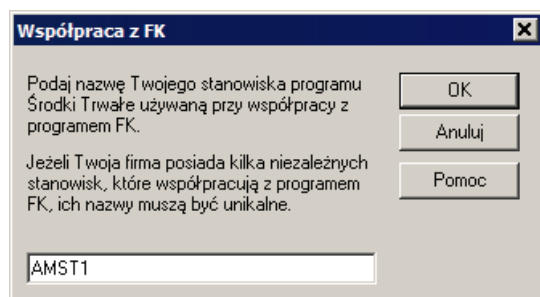 Współpraca z FK
Podaj nazwę Twojego stanowiska programu
Środki Trwałe używaną przy współpracy z
programem FK.
Jeżeli Twoja firma posiada kilka niezależnych
stanowisk, które współpracują z programem
FK, ich nazwy muszą być unikalne.
AMST1
OK
Anuluj
Pomoc